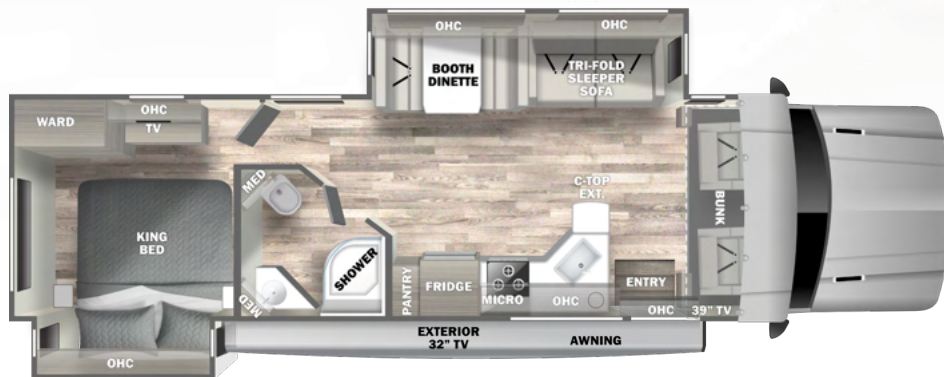 OHC
OHC
BOOTH
DINETTE
TRI-FOLD
SLEEPER
SOFA
WARD
OHC
TV
MED
C-TOP
EXT.
BUNK
KING
BED
SHOWER
MED
PANTRY
FRIDGE
MICRO
OHC
ENTRY
OHC
39" TV
EXTERIOR
32" TV
AWNING
OHC